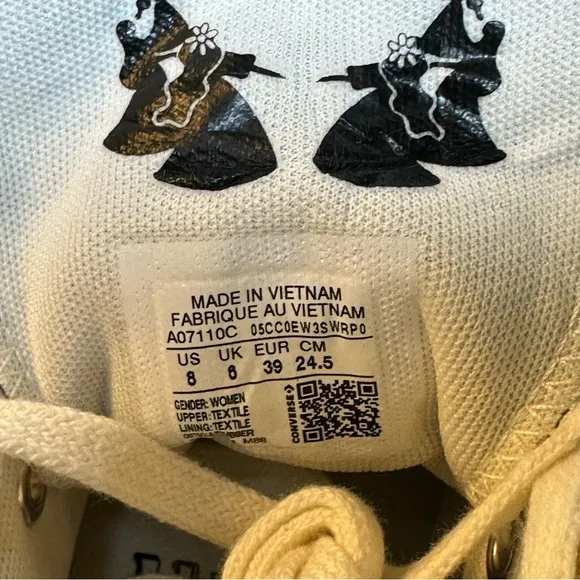 MADE IN VIETNAM
FABRIQUE AU VIETNAM
A07110C 05CC0EW3SWRP0
US UK EUR CM
8 6 39 24.5
GENDER: WOMEN
UPPER: TEXTILE
LINING: TEXTILE
CONVERSE